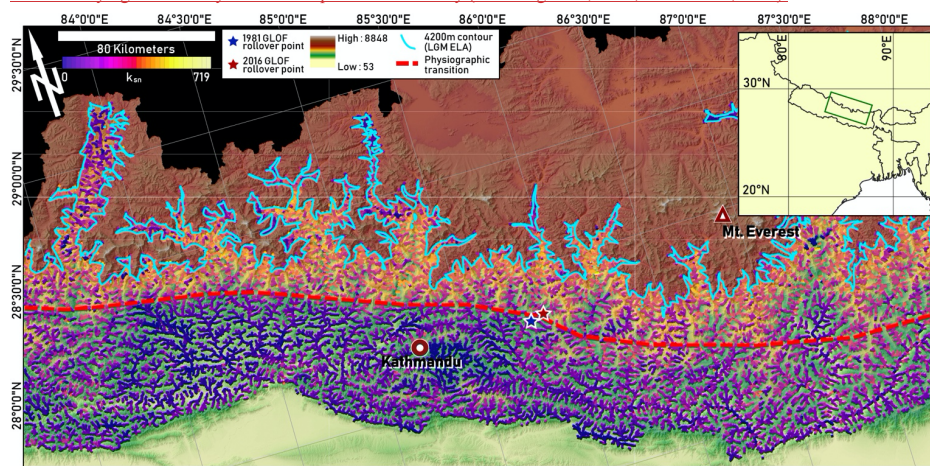 84°0'0"E 84°30'0"E 85°0'0"E 85°30'0"E 86°0'0"E 86°30'0"E 87°0'0"E 87°30'0"E 88°0'0"E
80 Kilometers
0 ksn 719
1981 GLOF
rollover point
2016 GLOF
rollover point
High : 8848
Low : 53
4200m contour
(LGM ELA)
Physiographic
transition
80°E 90°E
30°N
20°N
29°30'0"N
29°0'0"N
28°30'0"N
28°0'0"N
Mt. Everest
Kathmandu